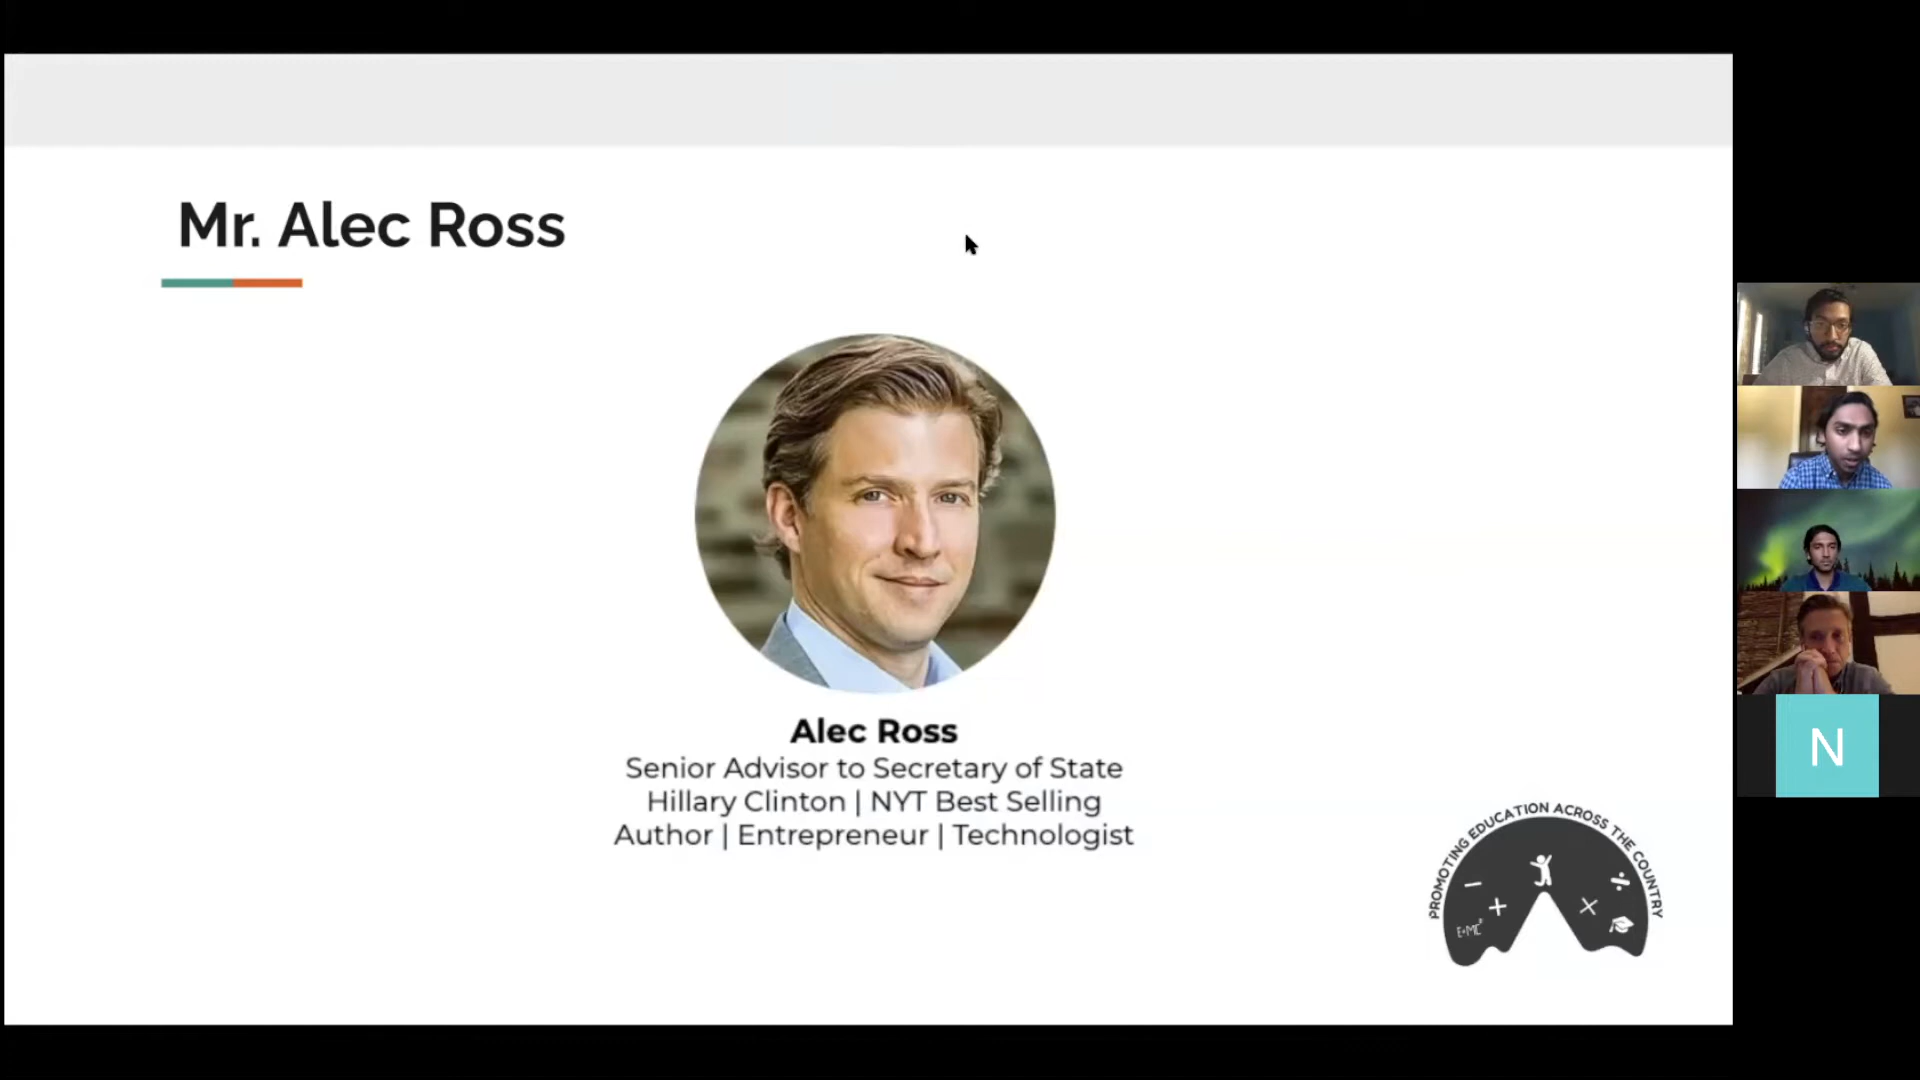 Mr. Alec Ross
Alec Ross
Senior Advisor to Secretary of State
Hillary Clinton | NYT Best Selling
Author | Entrepreneur | Technologist
PROMOTING EDUCATION ACROSS THE COUNTRY
− + × ÷
E=MC²
N